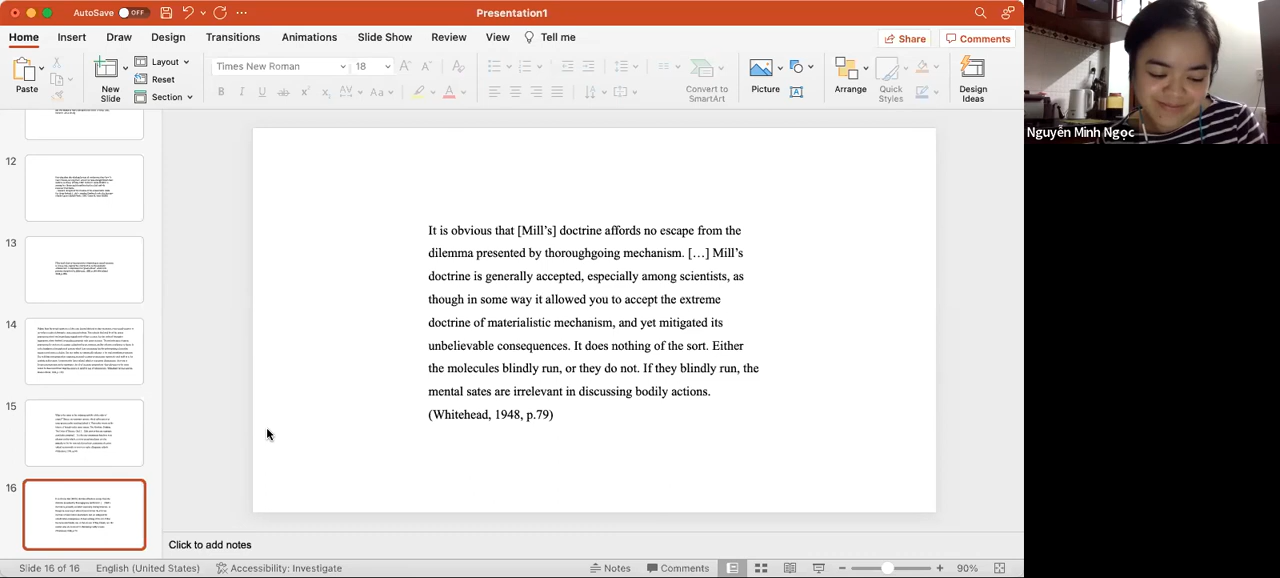 AutoSave OFF
Presentation1
Home Insert Draw Design Transitions Animations Slide Show Review View Tell me
Share Comments
Paste
New Slide
Layout
Reset
Section
Times New Roman 18
Convert to SmartArt
Picture
Arrange
Quick Styles
Design Ideas
12
13
14
15
16
It is obvious that [Mill's] doctrine affords no escape from the
dilemma presented by thoroughgoing mechanism. […] Mill's
doctrine is generally accepted, especially among scientists, as
though in some way it allowed you to accept the extreme
doctrine of materialistic mechanism, and yet mitigated its
unbelievable consequences. It does nothing of the sort. Either
the molocules blindly run, or they do not. If they blindly run, the
mental sates are irrelevant in discussing bodily actions.
(Whitehead, 1948, p.79)
Click to add notes
Slide 16 of 16 English (United States) Accessibility: Investigate Notes Comments 90%
Nguyễn Minh Ngọc